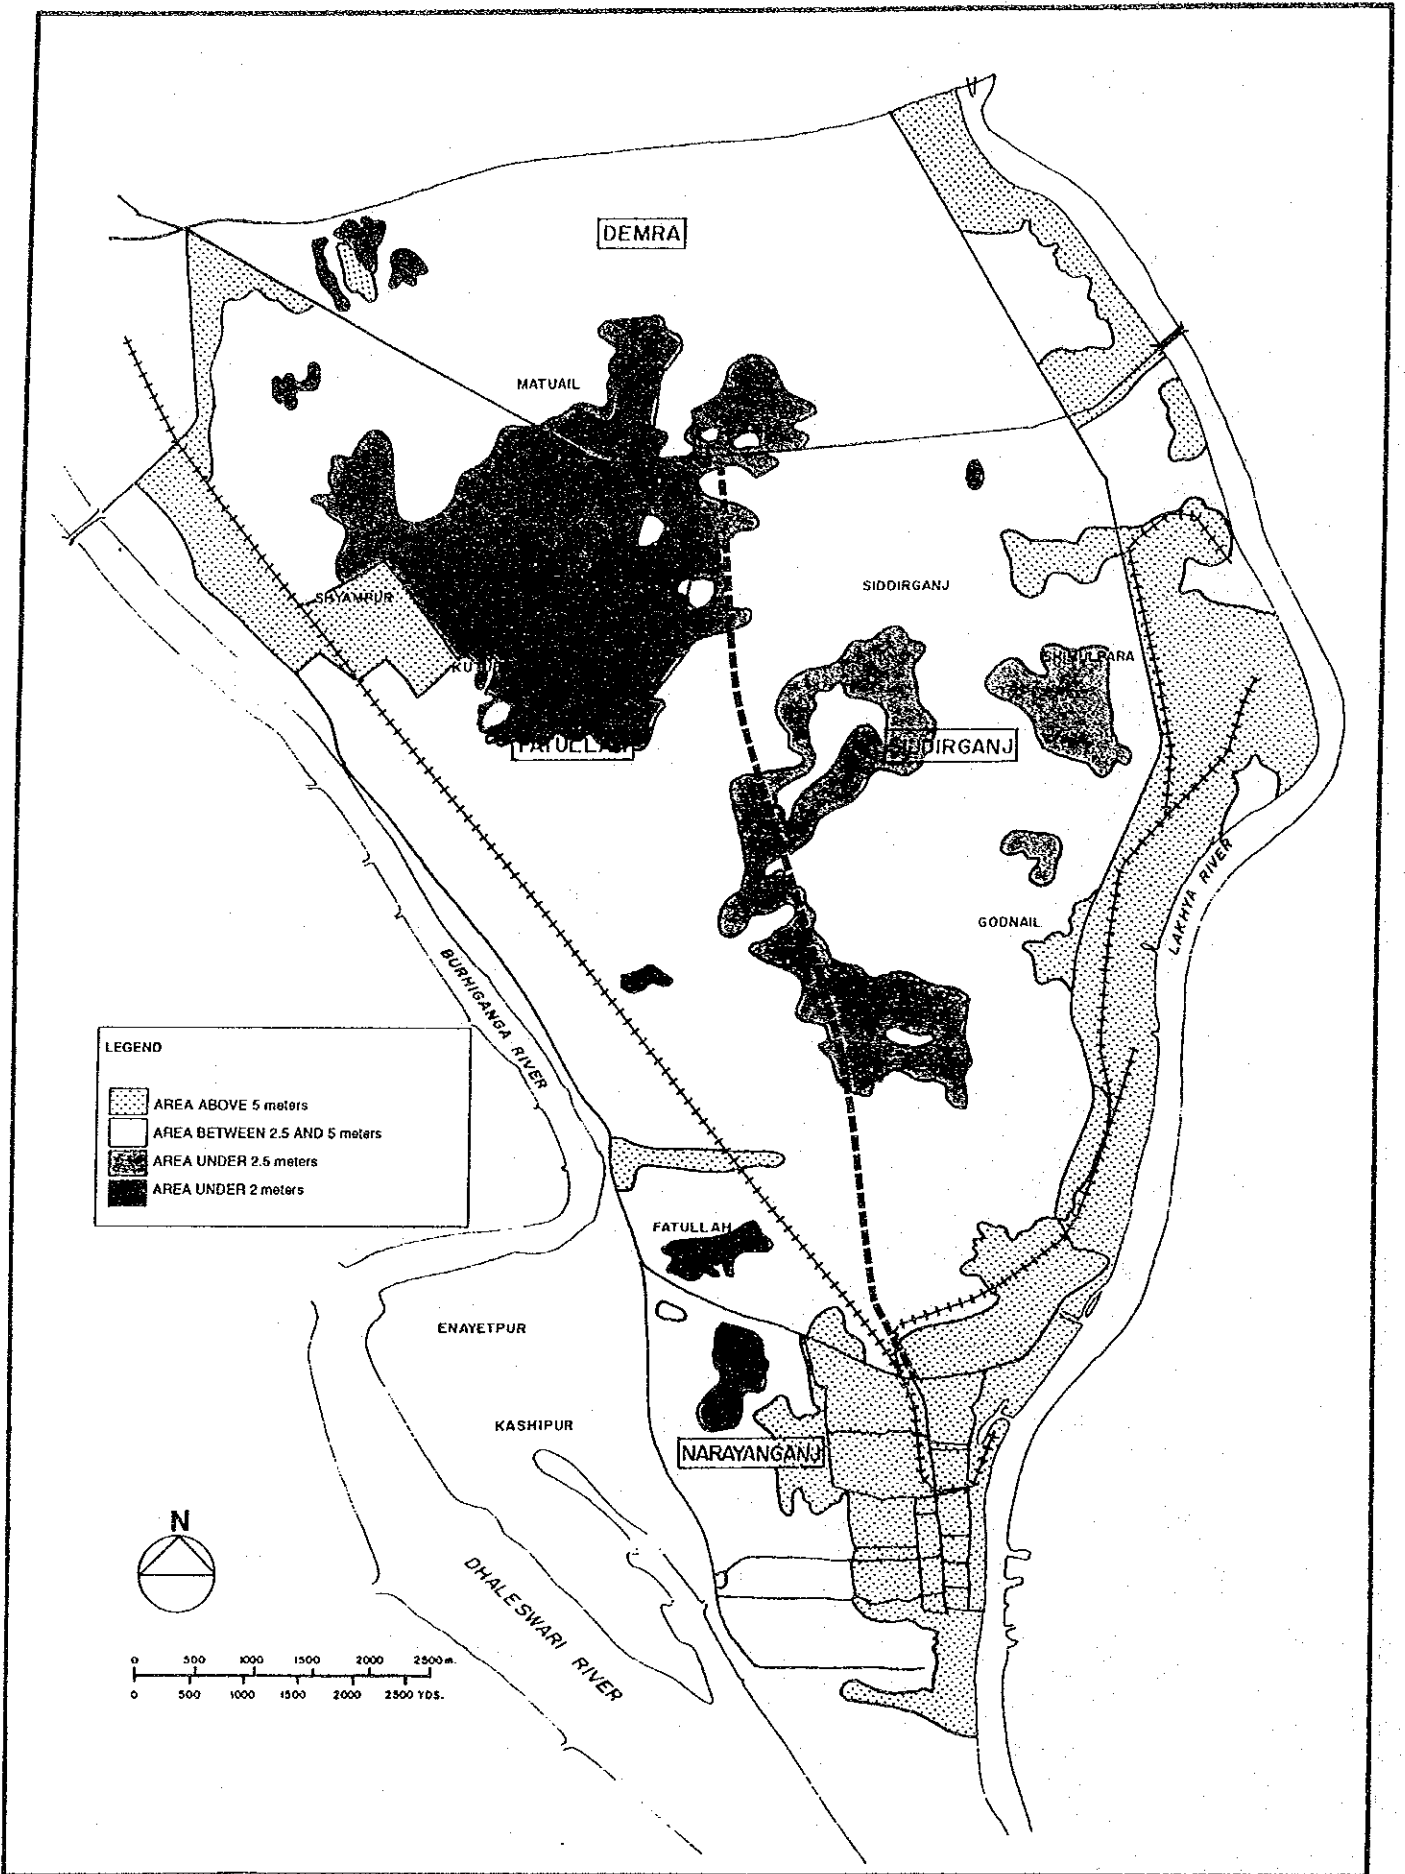 DEMRA
MATUAIL
SIDDIRGANJ
SHYAMPUR
SHIMULPARA
FATULLAH
SIDDIRGANJ
LAKHYA RIVER
GODNAIL
BURHIGANGA RIVER
LEGEND
AREA ABOVE 5 meters
AREA BETWEEN 2.5 AND 5 meters
AREA UNDER 2.5 meters
AREA UNDER 2 meters
FATULLAH
ENAYETPUR
KASHIPUR
NARAYANGANJ
N
DHALESWARI RIVER
0 500 1000 1500 2000 2500 m.
0 500 1000 1500 2000 2500 YDS.